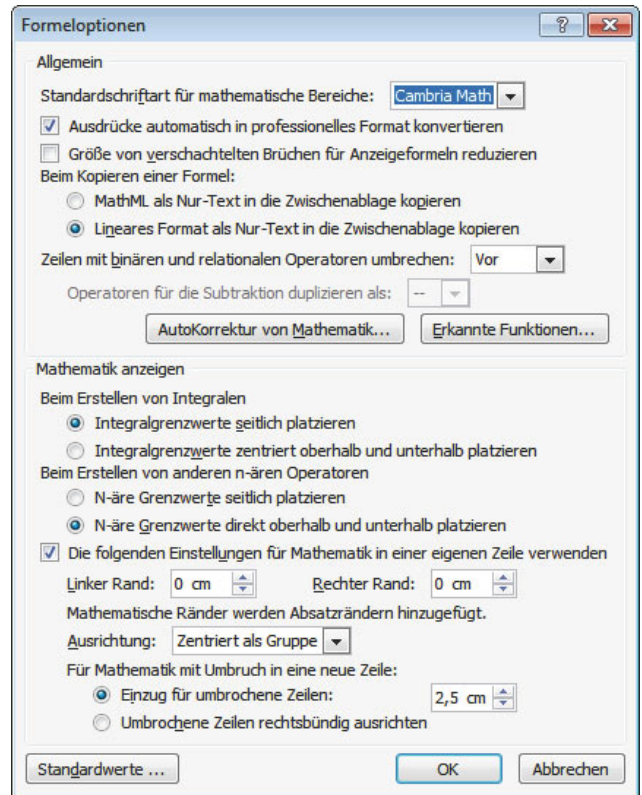 Formeloptionen
Allgemein
Standardschriftart für mathematische Bereiche: Cambria Math
Ausdrücke automatisch in professionelles Format konvertieren
Größe von verschachtelten Brüchen für Anzeigeformeln reduzieren
Beim Kopieren einer Formel:
MathML als Nur-Text in die Zwischenablage kopieren
Lineares Format als Nur-Text in die Zwischenablage kopieren
Zeilen mit binären und relationalen Operatoren umbrechen: Vor
Operatoren für die Subtraktion duplizieren als: --
AutoKorrektur von Mathematik... Erkannte Funktionen...
Mathematik anzeigen
Beim Erstellen von Integralen
Integralgrenzwerte seitlich platzieren
Integralgrenzwerte zentriert oberhalb und unterhalb platzieren
Beim Erstellen von anderen n-ären Operatoren
N-äre Grenzwerte seitlich platzieren
N-äre Grenzwerte direkt oberhalb und unterhalb platzieren
Die folgenden Einstellungen für Mathematik in einer eigenen Zeile verwenden
Linker Rand: 0 cm Rechter Rand: 0 cm
Mathematische Ränder werden Absatzrändern hinzugefügt.
Ausrichtung: Zentriert als Gruppe
Für Mathematik mit Umbruch in eine neue Zeile:
Einzug für umbrochene Zeilen: 2,5 cm
Umbrochene Zeilen rechtsbündig ausrichten
Standardwerte ... OK Abbrechen